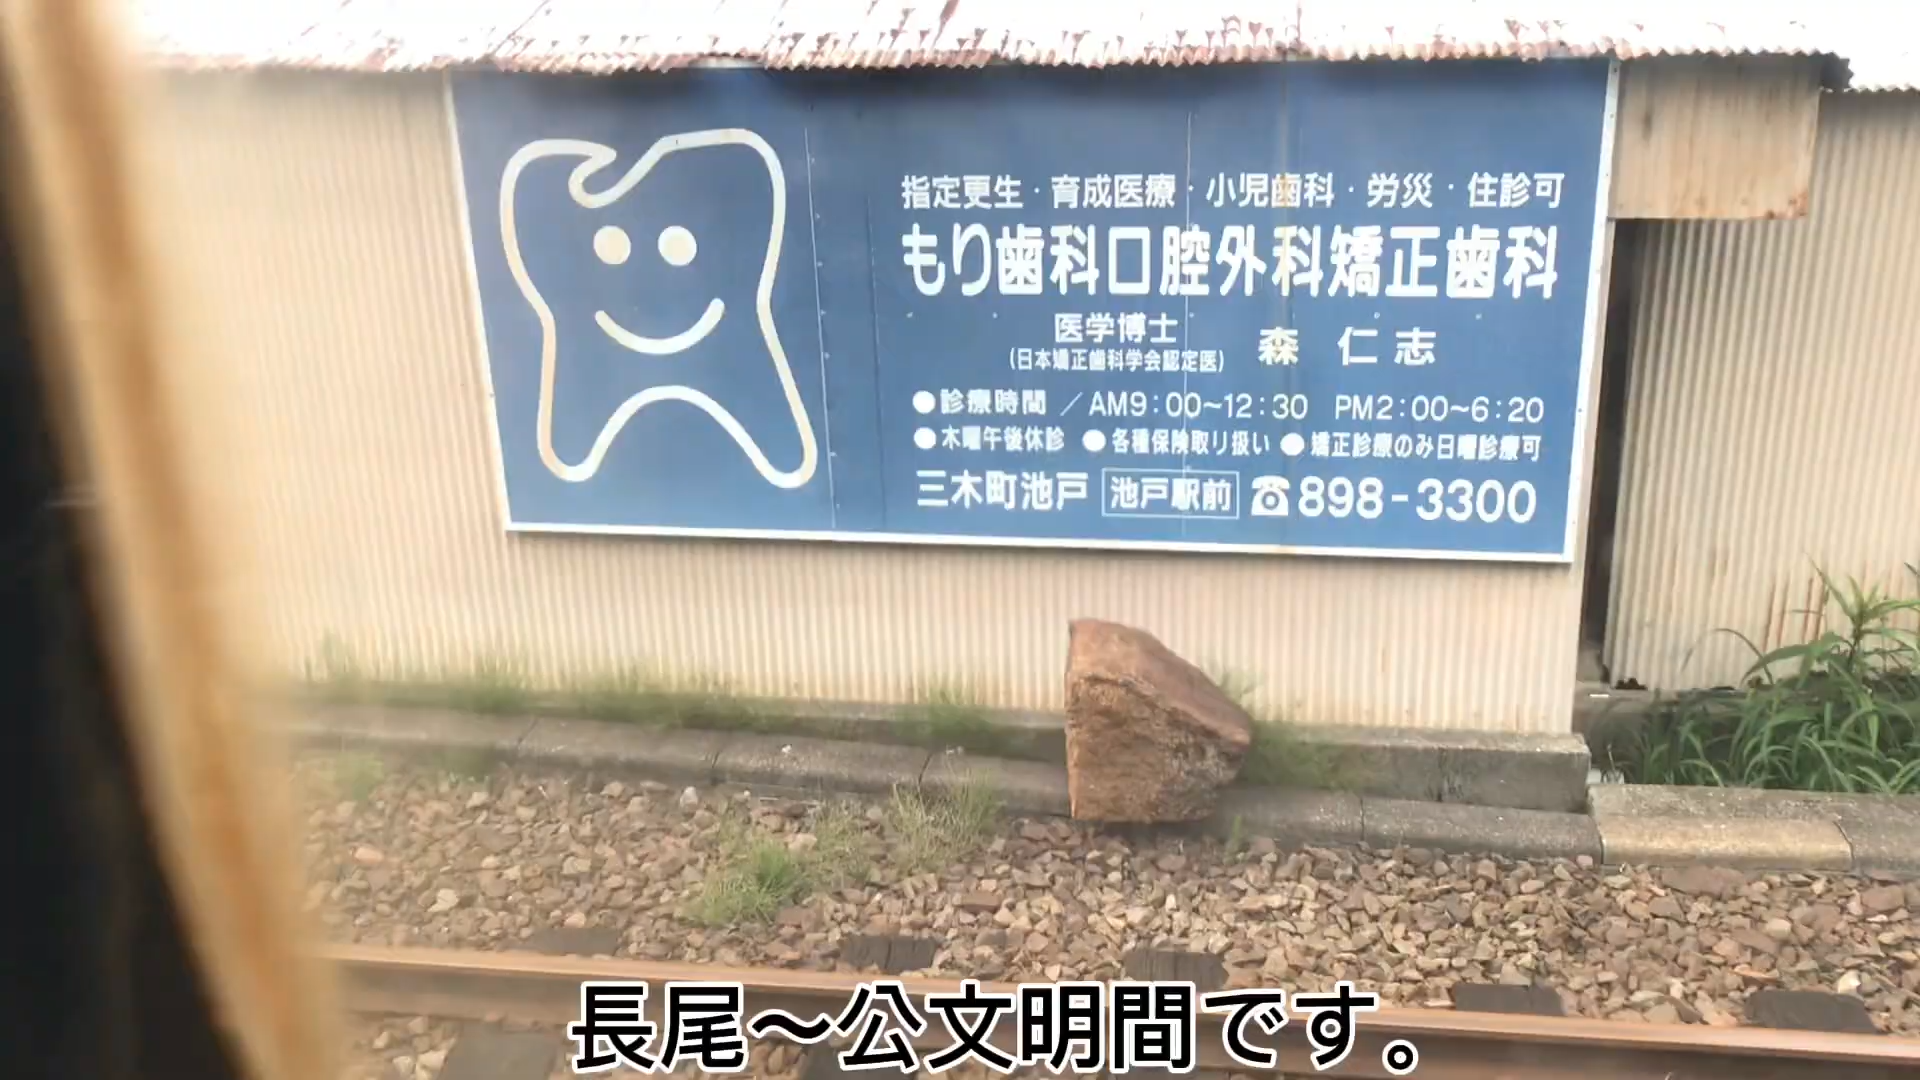 指定更生・育成医療・小児歯科・労災・往診可
もり歯科口腔外科矯正歯科
医学博士
(日本矯正歯科学会認定医)
森 仁志
●診療時間／AM9:00~12:30 PM2:00~6:20
●木曜午後休診 ●各種保険取り扱い ●矯正診療のみ日曜診療可
三木町池戸 池戸駅前 ☎898-3300
長尾～公文明間です。